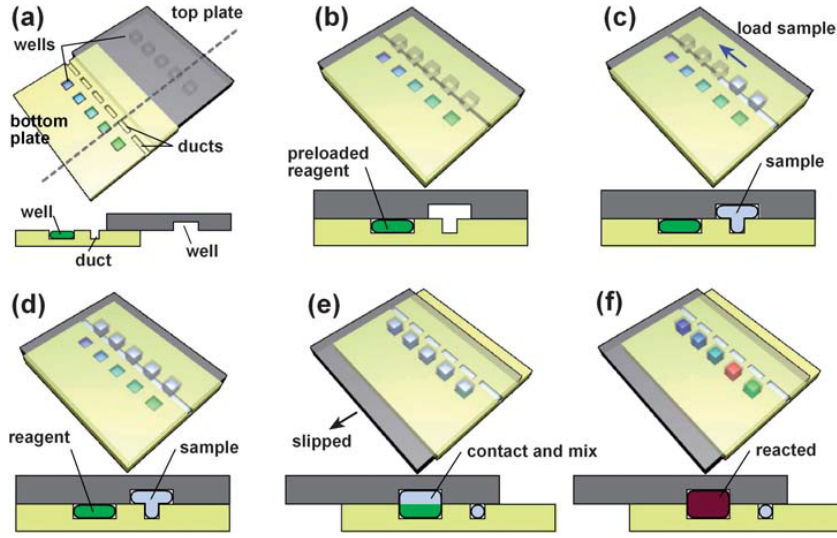 (a)
top plate
wells
bottom
plate
ducts
well
duct
well
(b)
preloaded
reagent
(c)
load sample
sample
(d)
reagent
sample
(e)
slipped
contact and mix
(f)
reacted